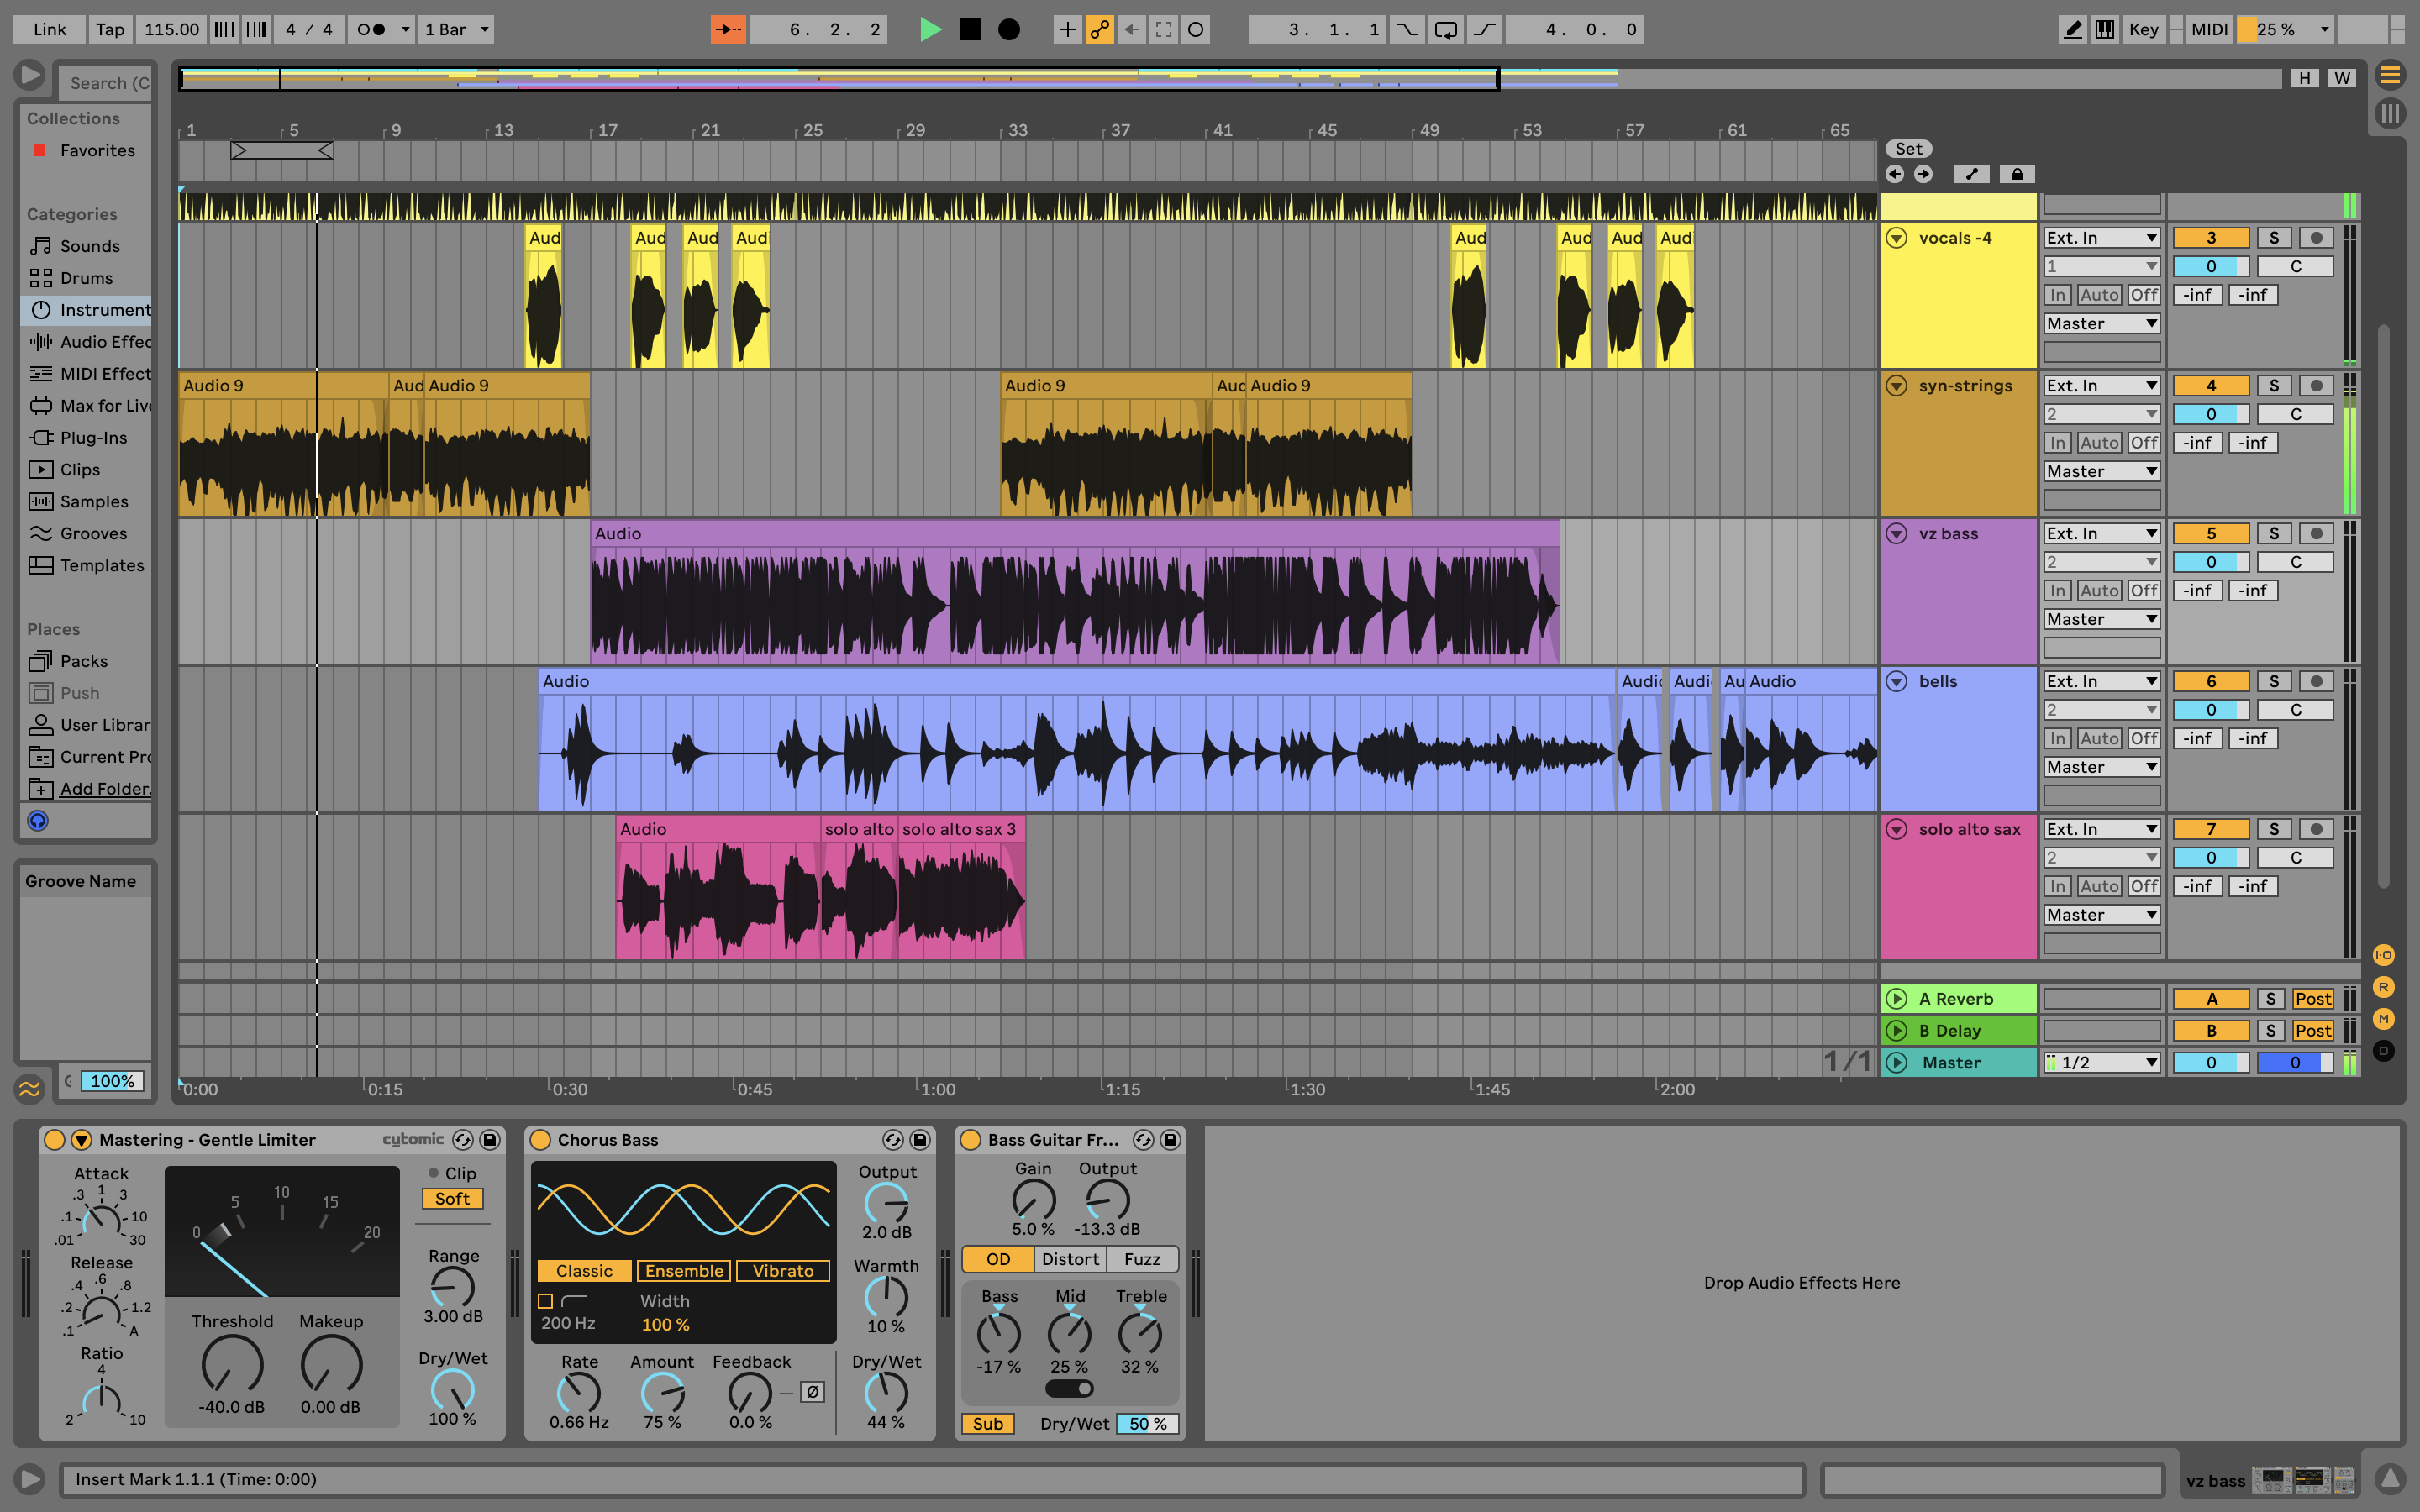 Link Tap 115.00 4 / 4 1 Bar 6. 2. 2 3. 1. 1 4. 0. 0 Key MIDI 25 %
Search (C
H W
Collections
Favorites
Categories
Sounds
Drums
Instrument
Audio Effec
MIDI Effect
Max for Liv
Plug-Ins
Clips
Samples
Grooves
Templates
Places
Packs
Push
User Librar
Current Pro
Add Folder.
Groove Name
100%
1 5 9 13 17 21 25 29 33 37 41 45 49 53 57 61 65
Set
Aud Aud Aud Aud Aud Aud Aud Aud
vocals -4 Ext. In 3 S
1 0 C
In Auto Off -inf -inf
Master
Audio 9 Aud Audio 9 Audio 9 Auc Audio 9
syn-strings Ext. In 4 S
2 0 C
In Auto Off -inf -inf
Master
Audio
vz bass Ext. In 5 S
2 0 C
In Auto Off -inf -inf
Master
Audio Audi Audi Au Audio
bells Ext. In 6 S
2 0 C
In Auto Off -inf -inf
Master
Audio solo alto solo alto sax 3
solo alto sax Ext. In 7 S
2 0 C
In Auto Off -inf -inf
Master
I·O
R
M
D
A Reverb A S Post
B Delay B S Post
1/1 Master 1/2 0 0
0:00 0:15 0:30 0:45 1:00 1:15 1:30 1:45 2:00
Mastering - Gentle Limiter cytomic
Attack
.01 .1 .3 1 3 10 30
Release
.1 .2 .4 .6 .8 1.2 A
Ratio
2 4 10
0 5 10 15 20
Threshold Makeup
-40.0 dB 0.00 dB
Clip
Soft
Range
3.00 dB
Dry/Wet
100 %
Chorus Bass
Classic Ensemble Vibrato
200 Hz Width
100 %
Output
2.0 dB
Warmth
10 %
Rate Amount Feedback Dry/Wet
Ø
0.66 Hz 75 % 0.0 % 44 %
Bass Guitar Fr...
Gain Output
5.0 % -13.3 dB
OD Distort Fuzz
Bass Mid Treble
-17 % 25 % 32 %
Sub Dry/Wet 50 %
Drop Audio Effects Here
Insert Mark 1.1.1 (Time: 0:00)
vz bass